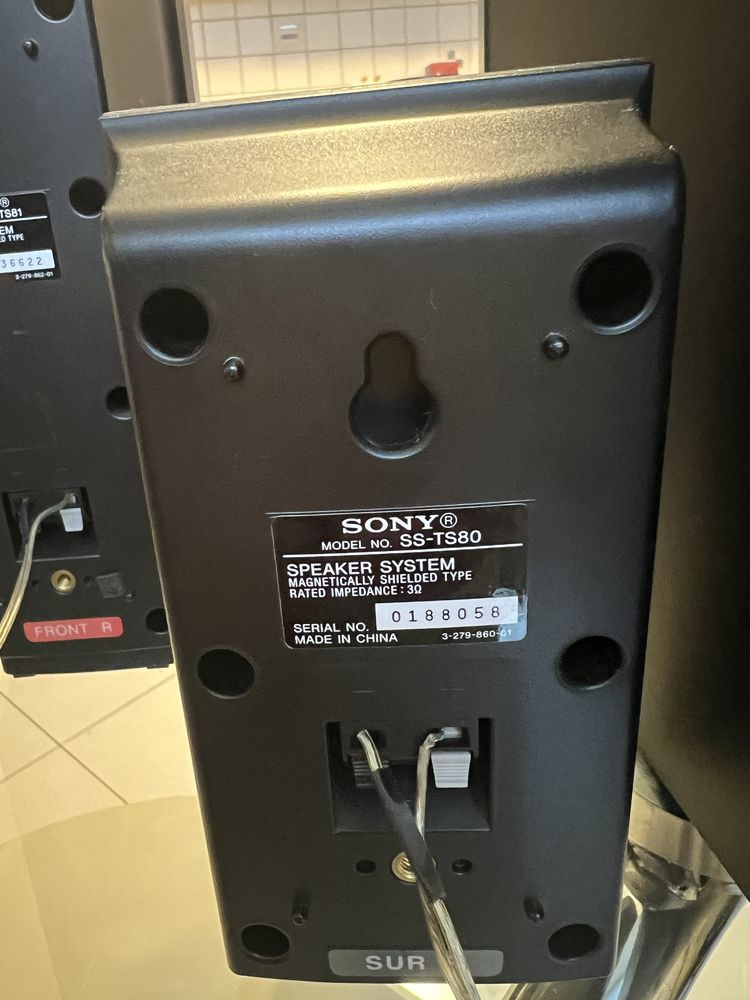 SONY®
MODEL NO. SS-TS80
SPEAKER SYSTEM
MAGNETICALLY SHIELDED TYPE
RATED IMPEDANCE : 3Ω
SERIAL NO. 0188058
MADE IN CHINA 3-279-860-01
SUR
®
TS81
EM
ED TYPE
36622
3-279-862-01
FRONT R